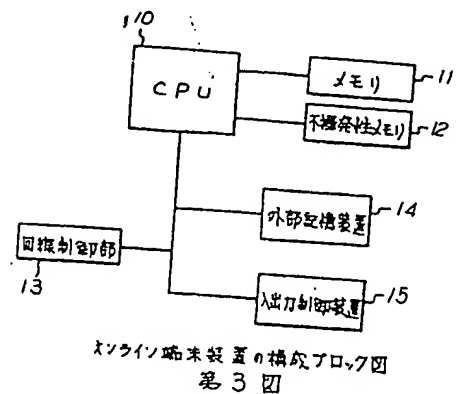 10
CPU
メモリ
11
不揮発性メモリ
12
外部記憶装置
14
回線制御部
13
入出力制御装置
15
オンライン端末装置の構成ブロック図
第3図